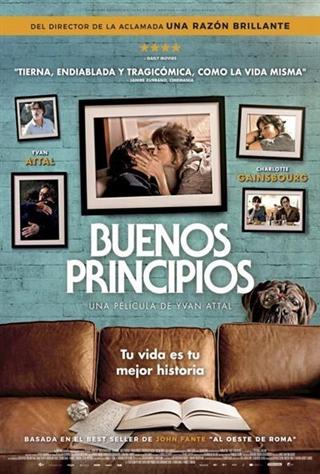 DEL DIRECTOR DE LA ACLAMADA UNA RAZÓN BRILLANTE
- DAILY MOVIES
"TIERNA, ENDIABLADA Y TRAGICÓMICA, COMO LA VIDA MISMA"
YVAN
ATTAL
CHARLOTTE
GAINSBOURG
BUENOS
PRINCIPIOS
UNA PELÍCULA DE YVAN ATTAL
Tu vida es tu
mejor historia
BASADA EN EL BEST SELLER DE JOHN FANTE "AL OESTE DE ROMA"